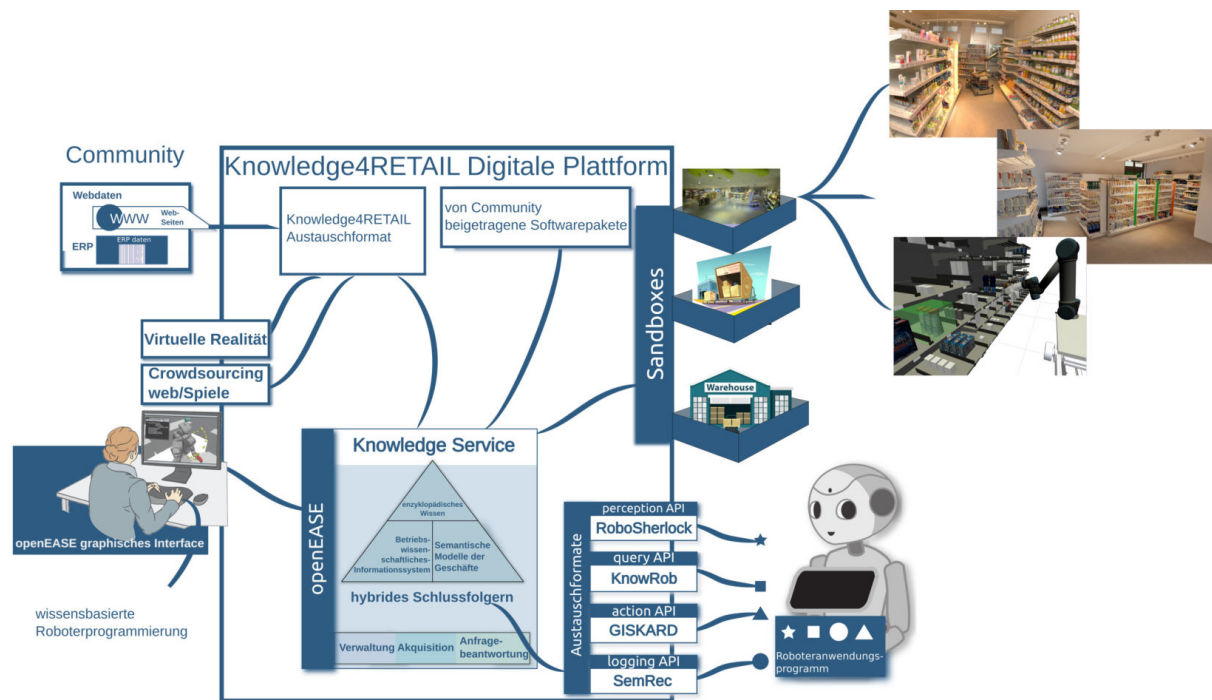 Community
Webdaten
WWW
Web-
Seiten
ERP
ERP daten
Knowledge4RETAIL Digitale Plattform
Knowledge4RETAIL
Austauschformat
von Community
beigetragene Softwarepakete
Virtuelle Realität
Crowdsourcing
web/Spiele
Sandboxes
Warehouse
openEASE graphisches Interface
wissensbasierte
Roboterprogrammierung
openEASE
Knowledge Service
enzyklopädisches
Wissen
Betriebs-
wissen-
schaftliches-
Informationssystem
Semantische
Modelle der
Geschäfte
hybrides Schlussfolgern
Verwaltung
Akquisition
Anfrage-
beantwortung
Austauschformate
perception API
RoboSherlock
query API
KnowRob
action API
GISKARD
logging API
SemRec
Roboteranwendungs-
programm